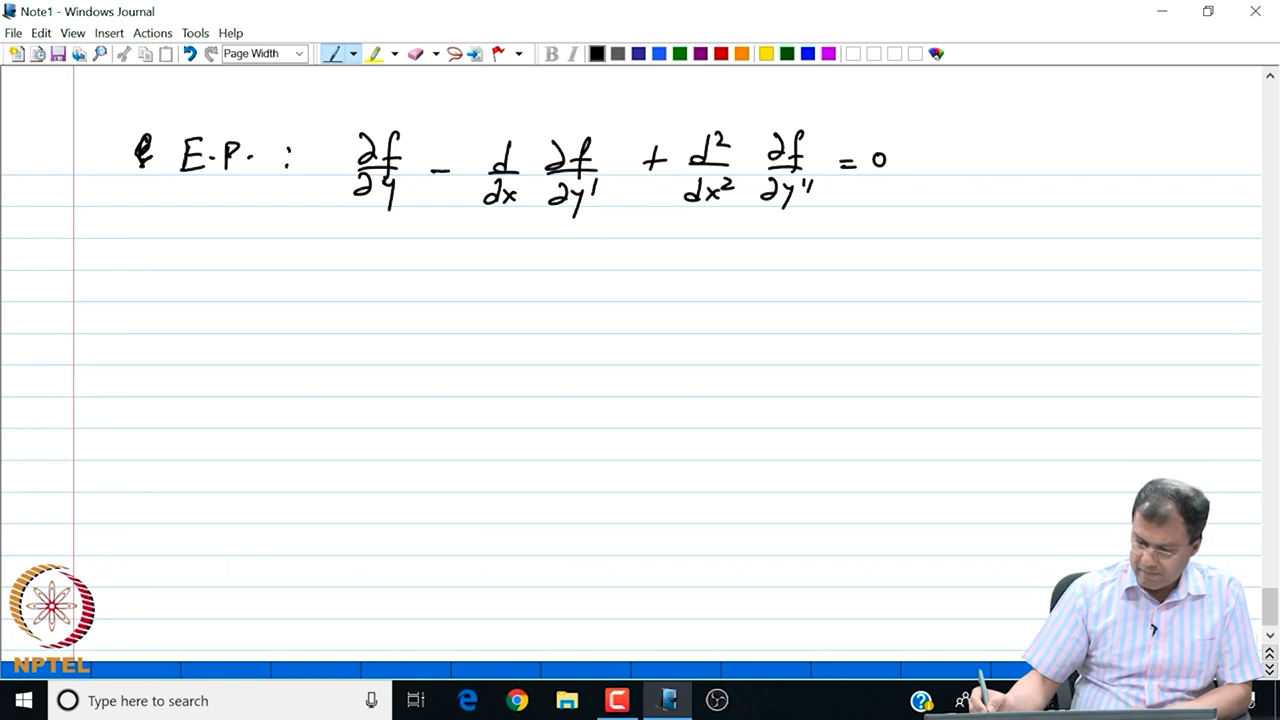 Note1 - Windows Journal
File Edit View Insert Actions Tools Help
Page Width
B I
& E.P. : ∂f/∂y - d/dx ∂f/∂y' + d²/dx² ∂f/∂y'' = 0
NPTEL
Type here to search